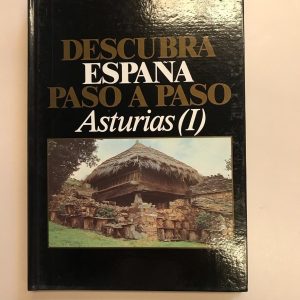 DESCUBRA
ESPAÑA
PASO A PASO
Asturias (I)